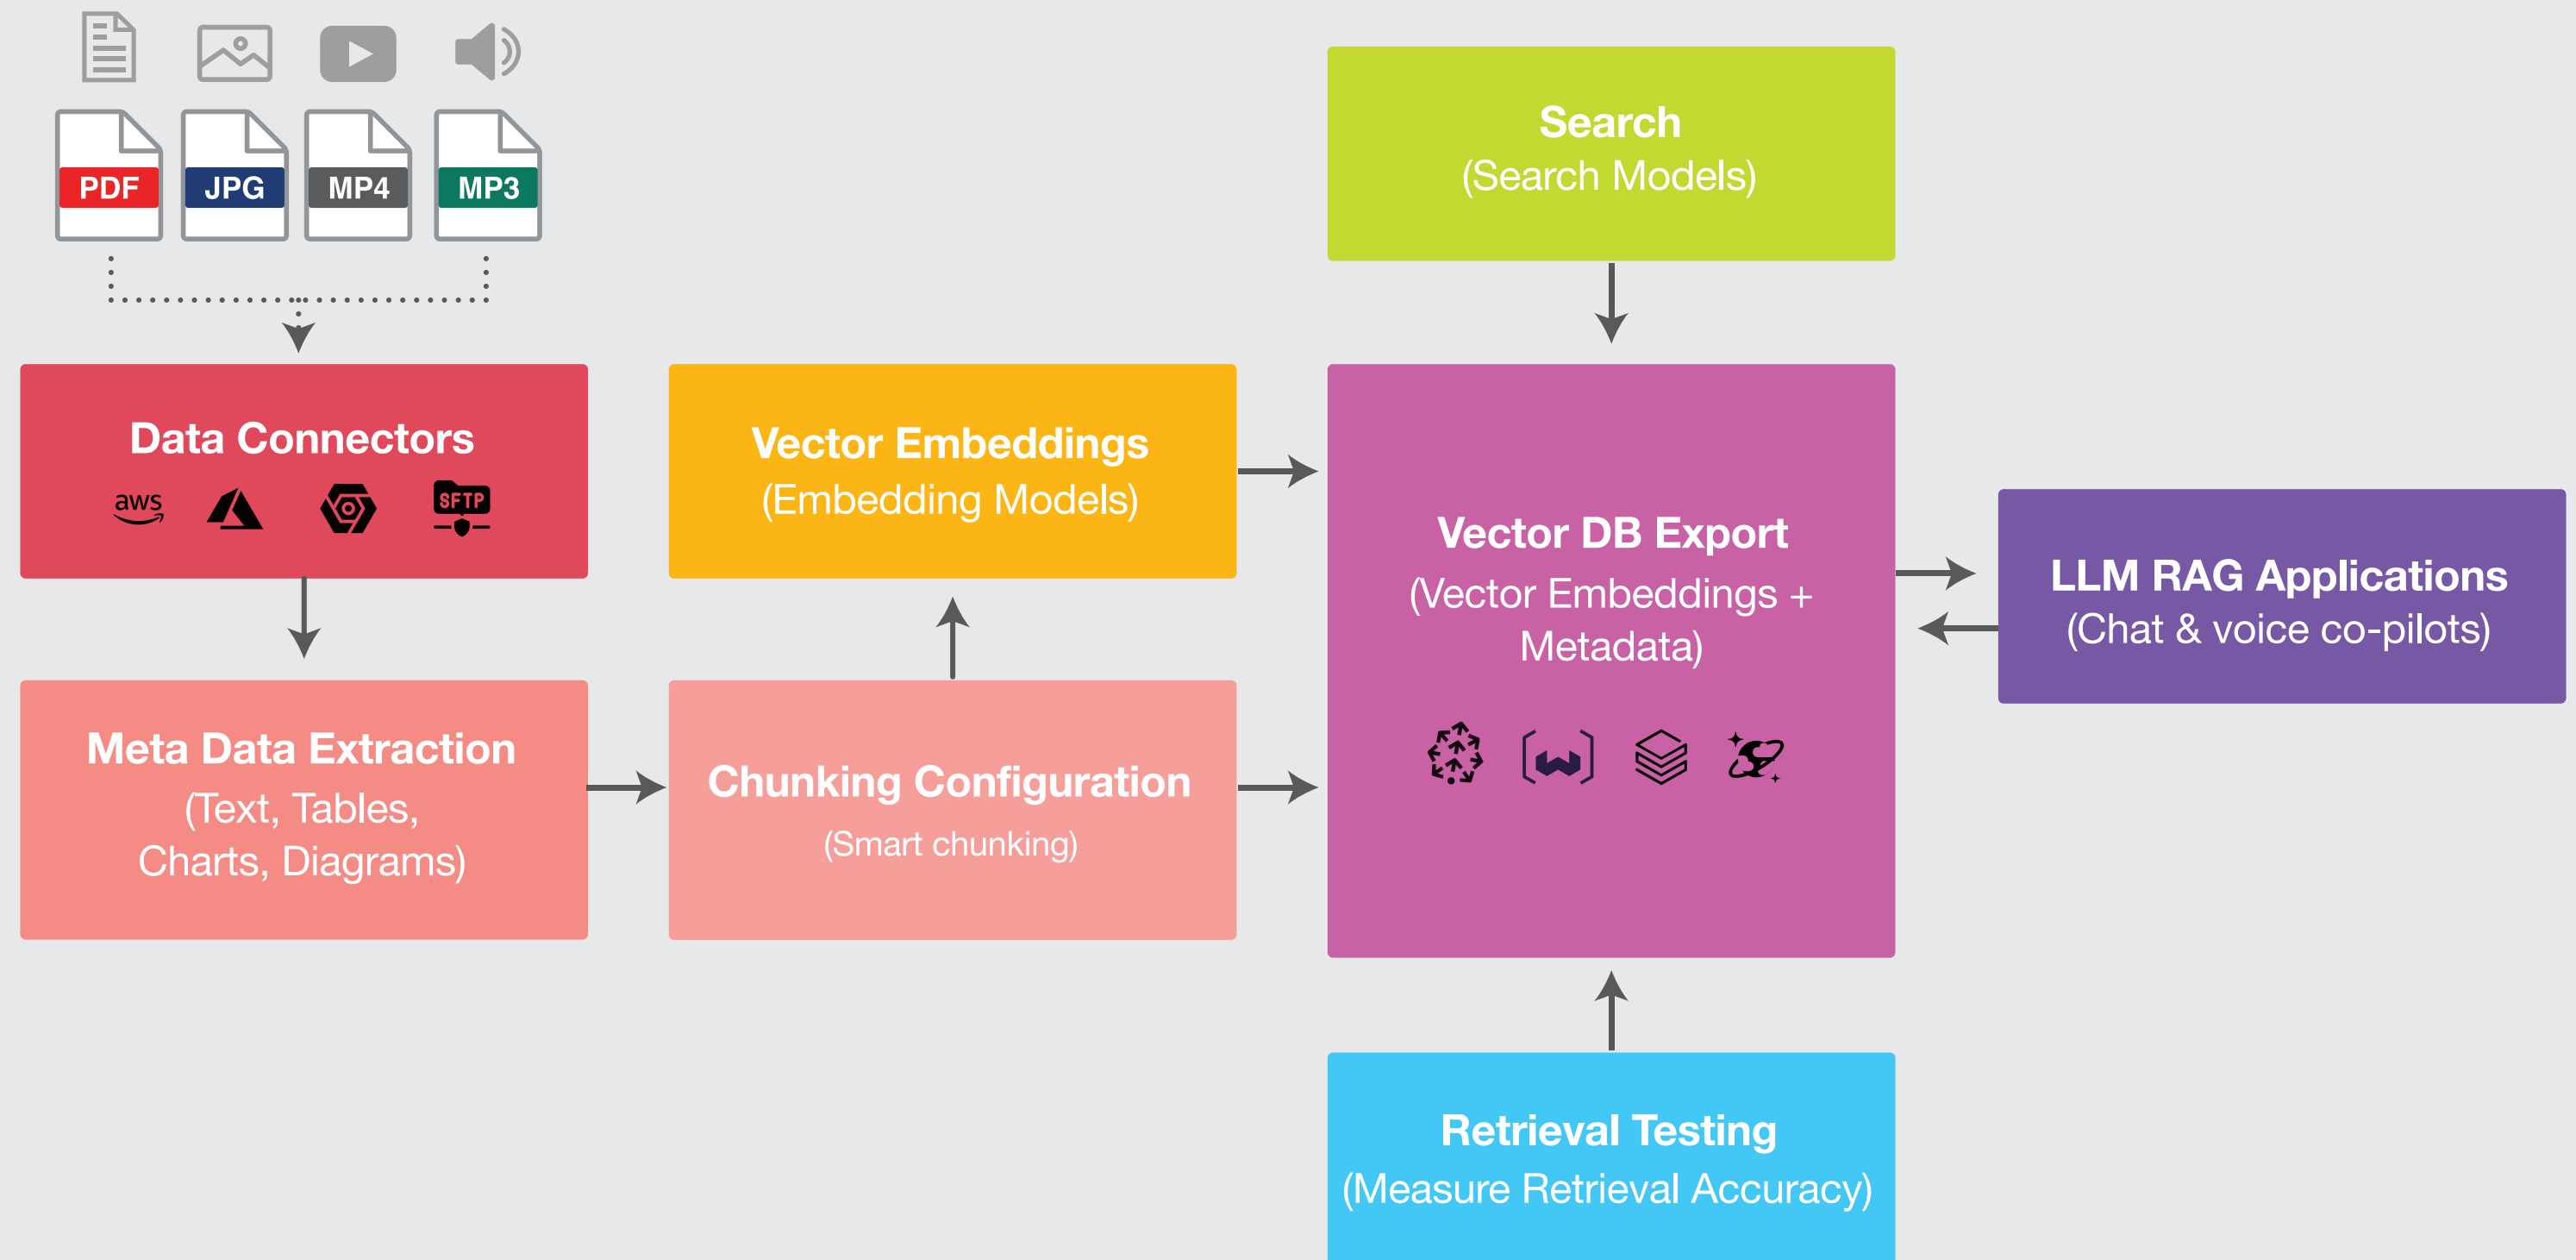 PDF
JPG
MP4
MP3
Data Connectors
aws
SFTP
Meta Data Extraction
(Text, Tables,
Charts, Diagrams)
Vector Embeddings
(Embedding Models)
Chunking Configuration
(Smart chunking)
Search
(Search Models)
Vector DB Export
(Vector Embeddings +
Metadata)
Retrieval Testing
(Measure Retrieval Accuracy)
LLM RAG Applications
(Chat & voice co-pilots)